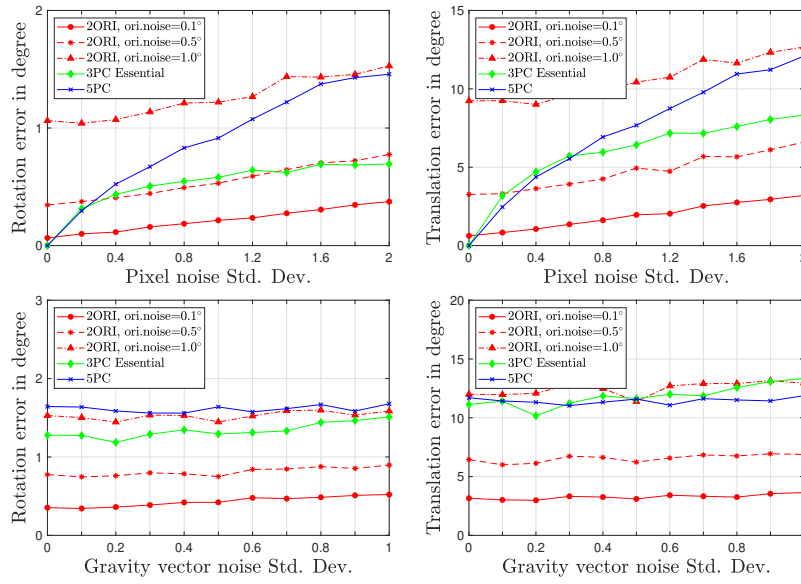 2ORI, ori.noise=0.1°
2ORI, ori.noise=0.5°
2ORI, ori.noise=1.0°
3PC Essential
5PC
Rotation error in degree
2
1
0
0 0.4 0.8 1.2 1.6 2
Pixel noise Std. Dev.
2ORI, ori.noise=0.1°
2ORI, ori.noise=0.5°
2ORI, ori.noise=1.0°
3PC Essential
5PC
Translation error in degree
15
10
5
0
0 0.4 0.8 1.2 1.6
Pixel noise Std. Dev.
2ORI, ori.noise=0.1°
2ORI, ori.noise=0.5°
2ORI, ori.noise=1.0°
3PC Essential
5PC
Rotation error in degree
3
2
1
0
0 0.2 0.4 0.6 0.8 1
Gravity vector noise Std. Dev.
2ORI, ori.noise=0.1°
2ORI, ori.noise=0.5°
2ORI, ori.noise=1.0°
3PC Essential
5PC
Translation error in degree
20
15
10
5
0
0 0.2 0.4 0.6 0.8
Gravity vector noise Std. Dev.